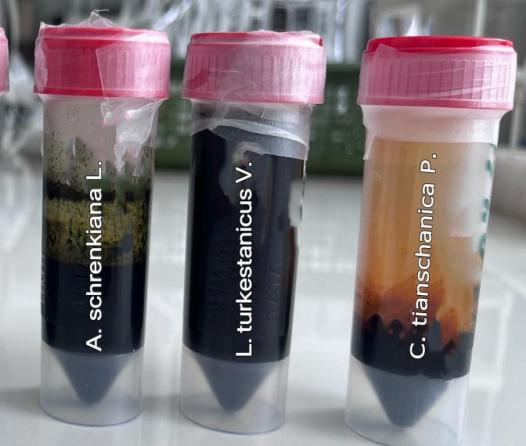 A. schrenkiana L.
L. turkestanicus V.
C. tianschanica P.